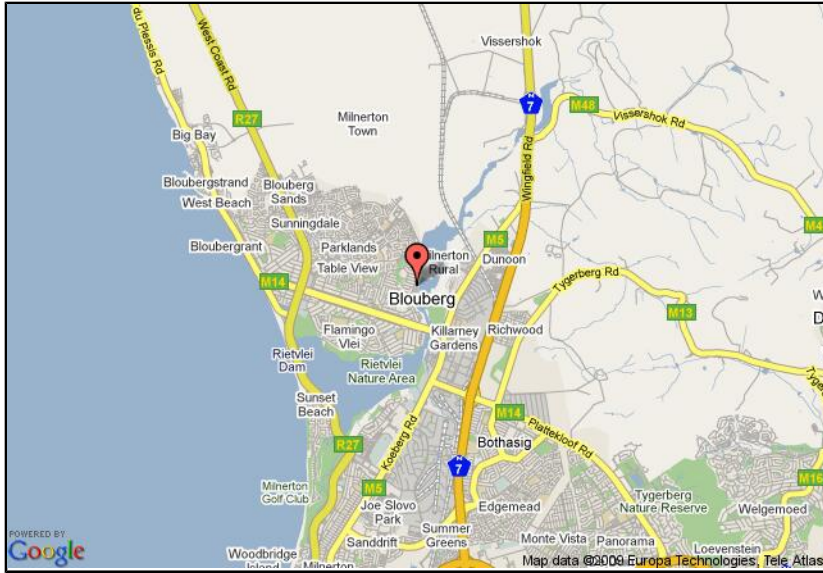 du Plessis Rd
West Coast Rd
Vissershok
N
7
M48
Vissershok Rd
R27
Milnerton
Town
Wingfield Rd
Big Bay
Bloubergstrand
West Beach
Blouberg
Sands
Sunningdale
Bloubergrant
Parklands
Table View
M5
Dunoon
Rural
Tygerberg Rd
M14
Blouberg
M13
Flamingo
Vlei
Killarney
Gardens
Richwood
Rietvlei
Dam
Rietvlei
Nature Area
Sunset
Beach
M14
Plattekloof Rd
R27
Koeberg Rd
Bothasig
N
7
Milnerton
Golf Club
M5
Joe Slovo
Park
Edgemead
Tygerberg
Nature Reserve
M16
Welgemoed
Summer
Greens
Sanddrift
Monte Vista
Panorama
Loevenstein
Woodbridge
Milnerton
POWERED BY
Google
Map data ©2009 Europa Technologies, Tele Atlas